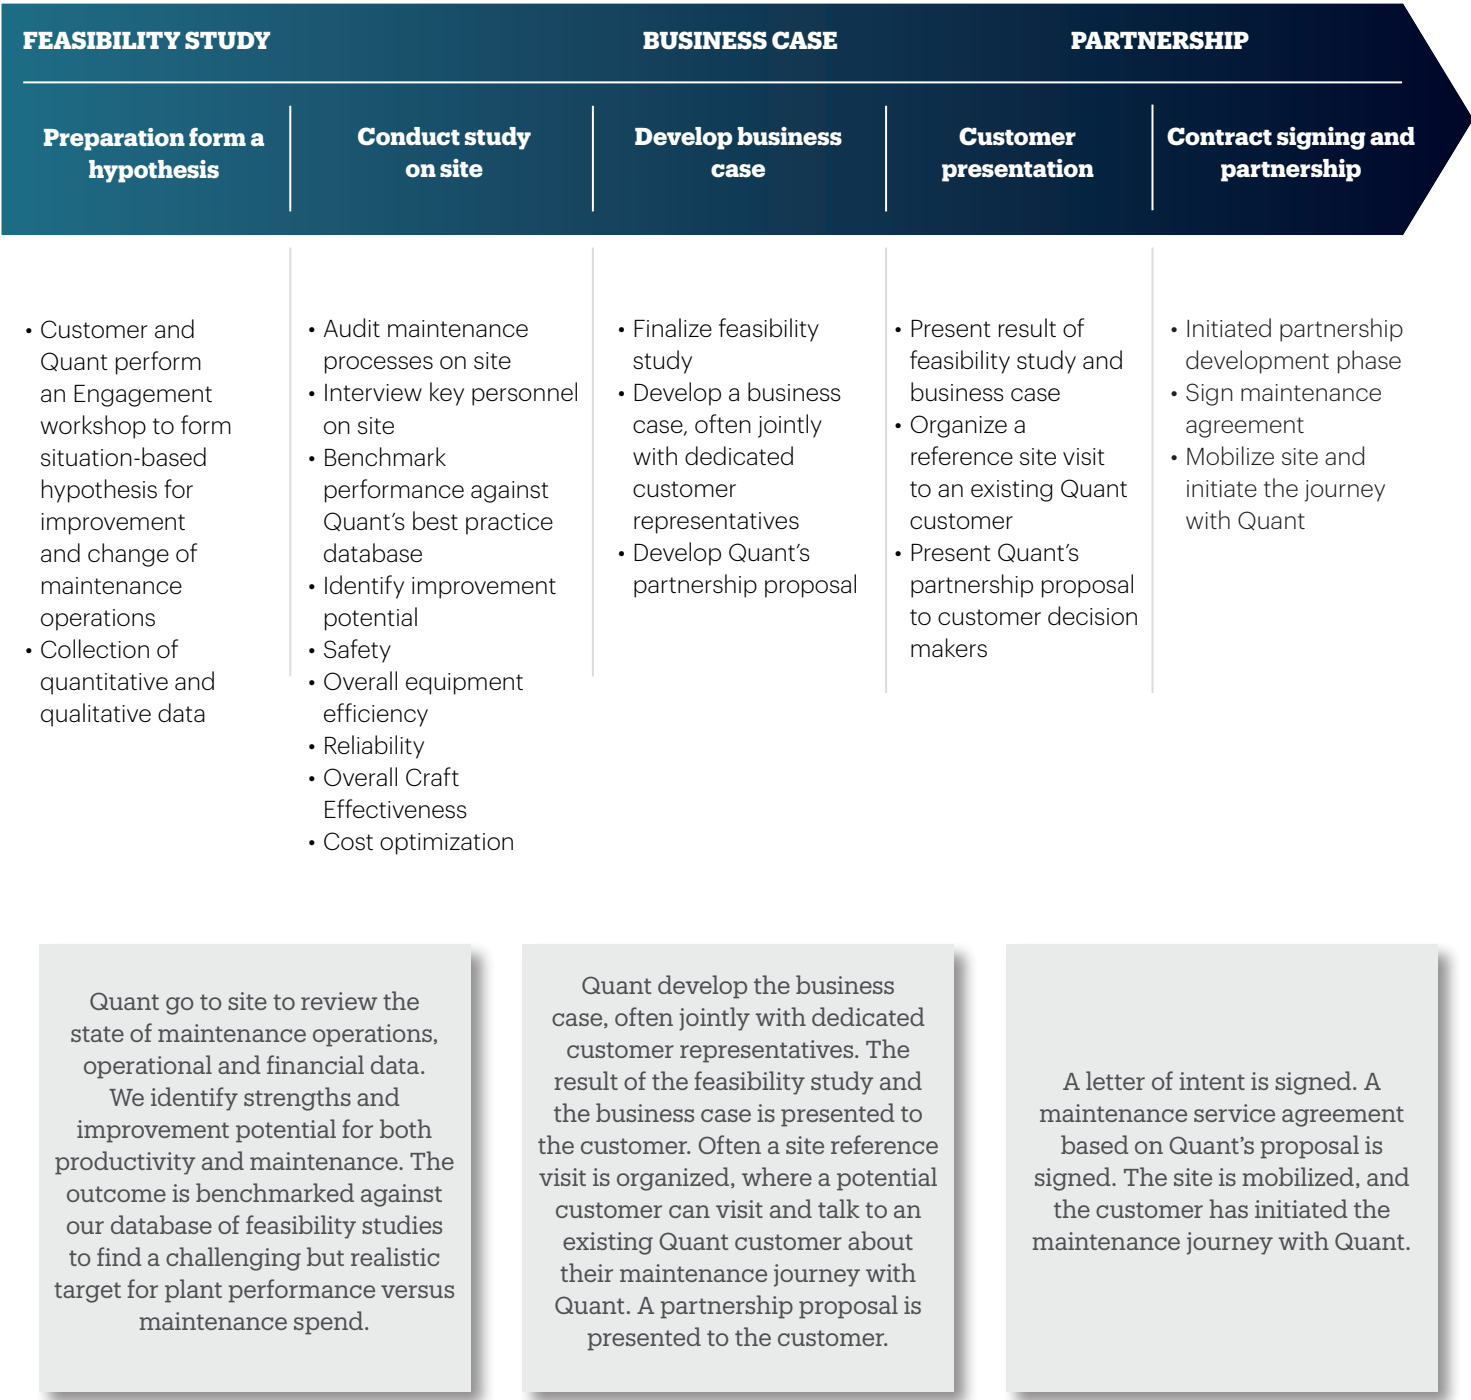 FEASIBILITY STUDY
BUSINESS CASE
PARTNERSHIP
Preparation form a
hypothesis
Conduct study
on site
Develop business
case
Customer
presentation
Contract signing and
partnership
• Customer and
Quant perform
an Engagement
workshop to form
situation-based
hypothesis for
improvement
and change of
maintenance
operations
• Collection of
quantitative and
qualitative data
• Audit maintenance
processes on site
• Interview key personnel
on site
• Benchmark
performance against
Quant’s best practice
database
• Identify improvement
potential
• Safety
• Overall equipment
efficiency
• Reliability
• Overall Craft
Effectiveness
• Cost optimization
• Finalize feasibility
study
• Develop a business
case, often jointly
with dedicated
customer
representatives
• Develop Quant’s
partnership proposal
• Present result of
feasibility study and
business case
• Organize a
reference site visit
to an existing Quant
customer
• Present Quant’s
partnership proposal
to customer decision
makers
• Initiated partnership
development phase
• Sign maintenance
agreement
• Mobilize site and
initiate the journey
with Quant
Quant go to site to review the
state of maintenance operations,
operational and financial data.
We identify strengths and
improvement potential for both
productivity and maintenance. The
outcome is benchmarked against
our database of feasibility studies
to find a challenging but realistic
target for plant performance versus
maintenance spend.
Quant develop the business
case, often jointly with dedicated
customer representatives. The
result of the feasibility study and
the business case is presented to
the customer. Often a site reference
visit is organized, where a potential
customer can visit and talk to an
existing Quant customer about
their maintenance journey with
Quant. A partnership proposal is
presented to the customer.
A letter of intent is signed. A
maintenance service agreement
based on Quant’s proposal is
signed. The site is mobilized, and
the customer has initiated the
maintenance journey with Quant.